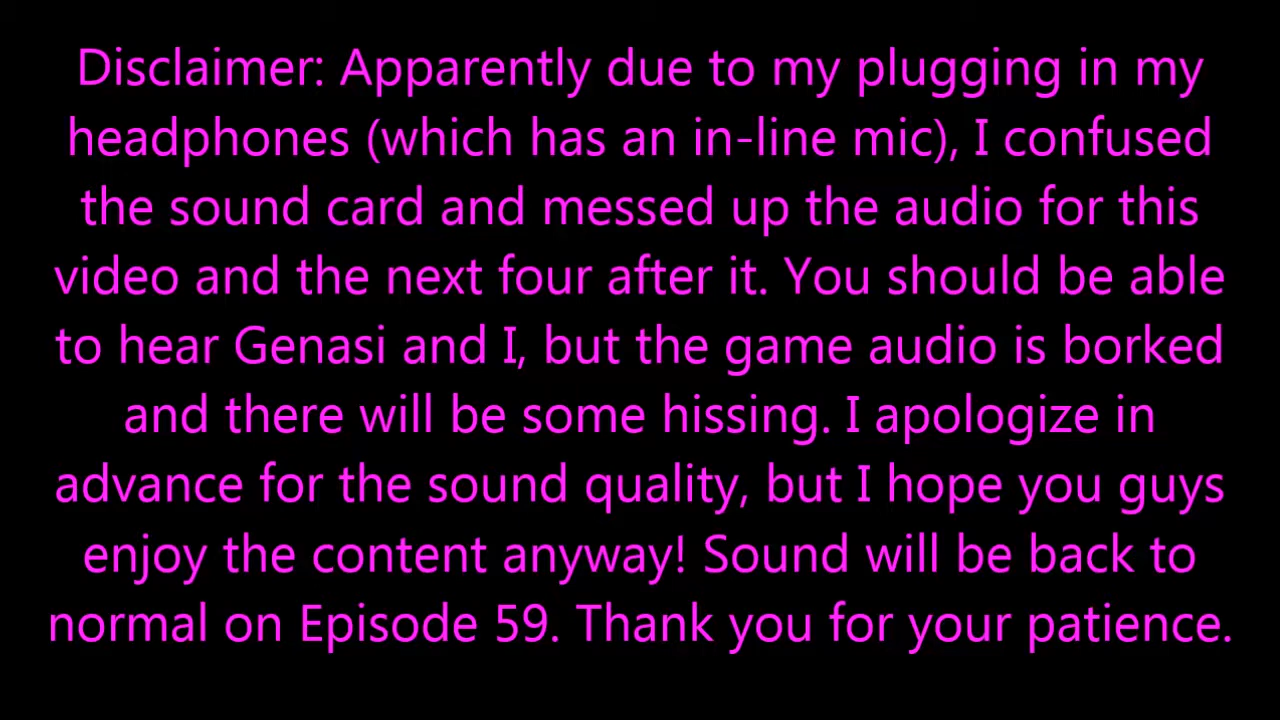 Disclaimer: Apparently due to my plugging in my
headphones (which has an in-line mic), I confused
the sound card and messed up the audio for this
video and the next four after it. You should be able
to hear Genasi and I, but the game audio is borked
and there will be some hissing. I apologize in
advance for the sound quality, but I hope you guys
enjoy the content anyway! Sound will be back to
normal on Episode 59. Thank you for your patience.